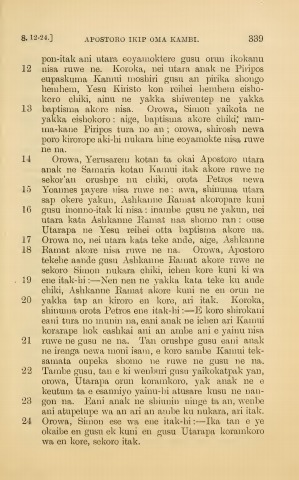 8. 12-24.] APOSTORO IKIP OMA KAMBI. 339
pon-itak ani utara eoyamoktere gusu orun ikokanu
12 nisa ruwe ne. Koroka, nei utara anak ne Piripos
eupaskuma Kamui moshiri gusu an pirika shongo
hemhem, Yesu Kiristo kon reihei hemhem eisho-
koro chiki, ainu ne yakka shiwentep ne yakka
13 baptisma akore nisa. Orowa, Simon yaikota ne
yakka eishokoro: aige, baptisma akore chiki, ram-
ma-kane Piripos tura no an; orowa, shirosh newa
poro kirorope aki-hi nukara hine eoyamokte nisa ruwe
ne na.
14 Orowa, Yerusarem kotan ta okai Apostoro utara
anak ne Samaria kotan Kamui itak akore ruwe ne
sekor'an orushpe nu chiki, orota Petros newa
15 Yoannes payere nisa ruwe ne: awa, shinuma utara
sap okere yakun, Ashkanne Ramat akoropare kuni
16 gusu inonno-itak ki nisa: inambe gusu ne yakun, nei
utara kata Ashkanne Ramat naa shomo ran: ouse
Utarapa ne Yesu reihei otta baptisma akore na.
17 Orowa no, nei utara kata teke ande, aige, Ashkanne
18 Ramat akore nisa ruwe ne na. Orowa, Apostoro
tekehe aande gusu Ashkanne Ramat akore ruwe ne
sekoro Simon nukara chiki, ichen kore kuni ki wa
19 ene itak-hi:—Nen nen ne yakka kata teke ku ande
chiki, Ashkanne Ramat akore kuni ne en orun ne
20 yakka tap an kiroro en kore, ari itak. Koroka,
shinuma orota Petros ene itak-hi:—E koro shirokani
eani tura no munin na, eani anak ne ichen ari Kamui
korarape hok eashkai ani an ambe ani e yainu nisa
21 ruwe ne gusu ne na. Tan orushpe gusu eani anak
ne irenga newa moni isam, e koro sambe Kamui tek-
samata oupeka shomo ne ruwe ne gusu ne na.
22 Tambe gusu, tan e ki wenburi gusu yaikokatpak yan,
orowa, Utarapa orun koramkoro, yak anak ne e
keutum ta e esamniyo yainu-hi atusare kusu ne nan-
23 gon na. Eani anak ne shiumin ninge ta an, wenbe
ani atupetupe wa an ari an ambe ku nukara, ari itak.
24 Orowa, Simon ese wa ene itak-hi:—Ika tan e ye
okaibe en gusu ek kuni en gusu Utarapa koramkoro
wa en kore, sekoro itak.